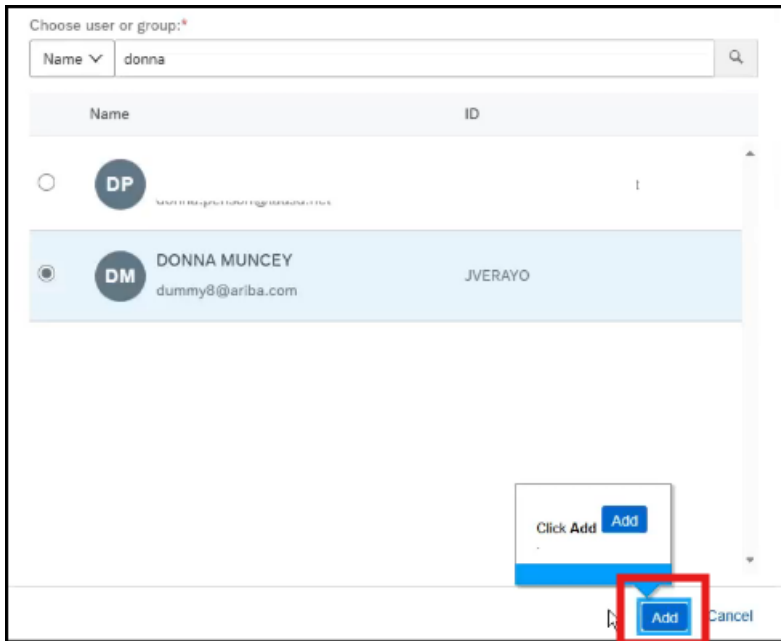 Choose user or group:*
Name donna
Name ID
DP
t
DONNA MUNCEY
DM JVERAYO
dummy8@ariba.com
Click Add Add
.
Add Cancel